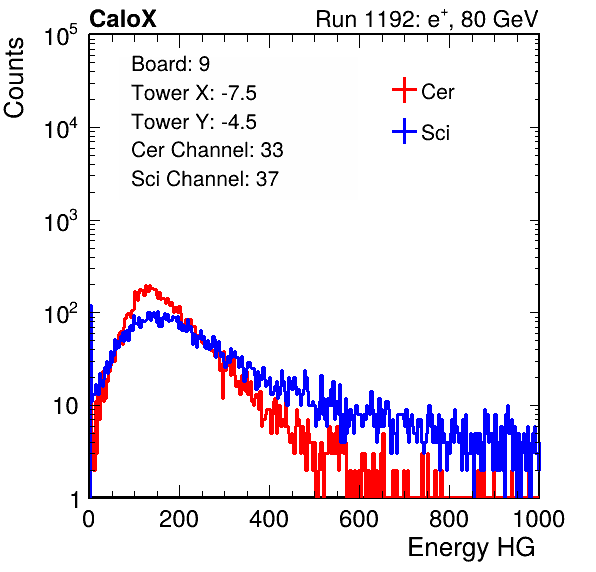 CaloX Run 1192: e⁺, 80 GeV
Counts
10⁵
10⁴
10³
10²
10
1
Board: 9
Tower X: -7.5
Tower Y: -4.5
Cer Channel: 33
Sci Channel: 37
Cer
Sci
0 200 400 600 800 1000
Energy HG